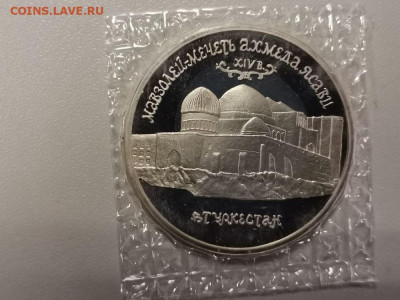 COINS.LAVE.RU
МАВЗОЛЕЙ-МЕЧЕТЬ АХМЕДА ЯСАВИ
XIV В.
В Г. ТУРКЕСТАН